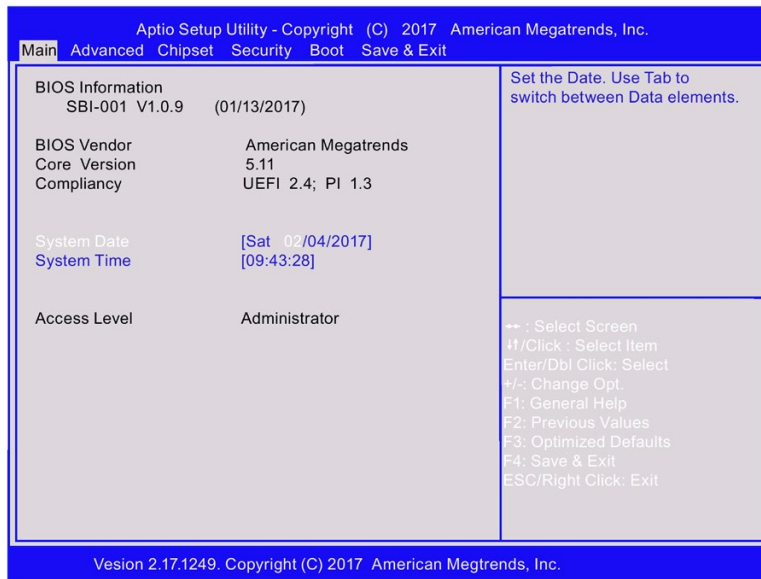 Aptio Setup Utility - Copyright (C) 2017 American Megatrends, Inc.
Main Advanced Chipset Security Boot Save & Exit
BIOS Information
SBI-001 V1.0.9 (01/13/2017)
BIOS Vendor American Megatrends
Core Version 5.11
Compliancy UEFI 2.4; PI 1.3
System Date [Sat 02/04/2017]
System Time [09:43:28]
Access Level Administrator
Set the Date. Use Tab to
switch between Data elements.
↔ : Select Screen
↓↑/Click : Select Item
Enter/Dbl Click: Select
+/-: Change Opt.
F1: General Help
F2: Previous Values
F3: Optimized Defaults
F4: Save & Exit
ESC/Right Click: Exit
Vesion 2.17.1249. Copyright (C) 2017 American Megtrends, Inc.